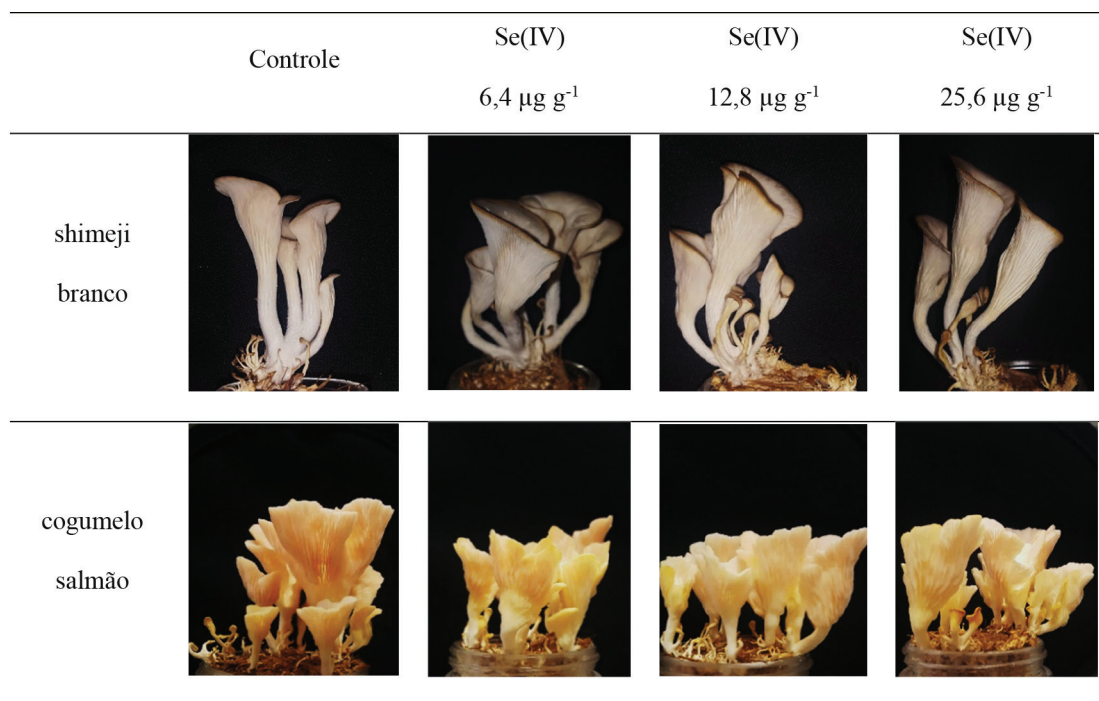 Controle
Se(IV)
6,4 µg g-1
Se(IV)
12,8 µg g-1
Se(IV)
25,6 µg g-1
shimeji
branco
cogumelo
salmão